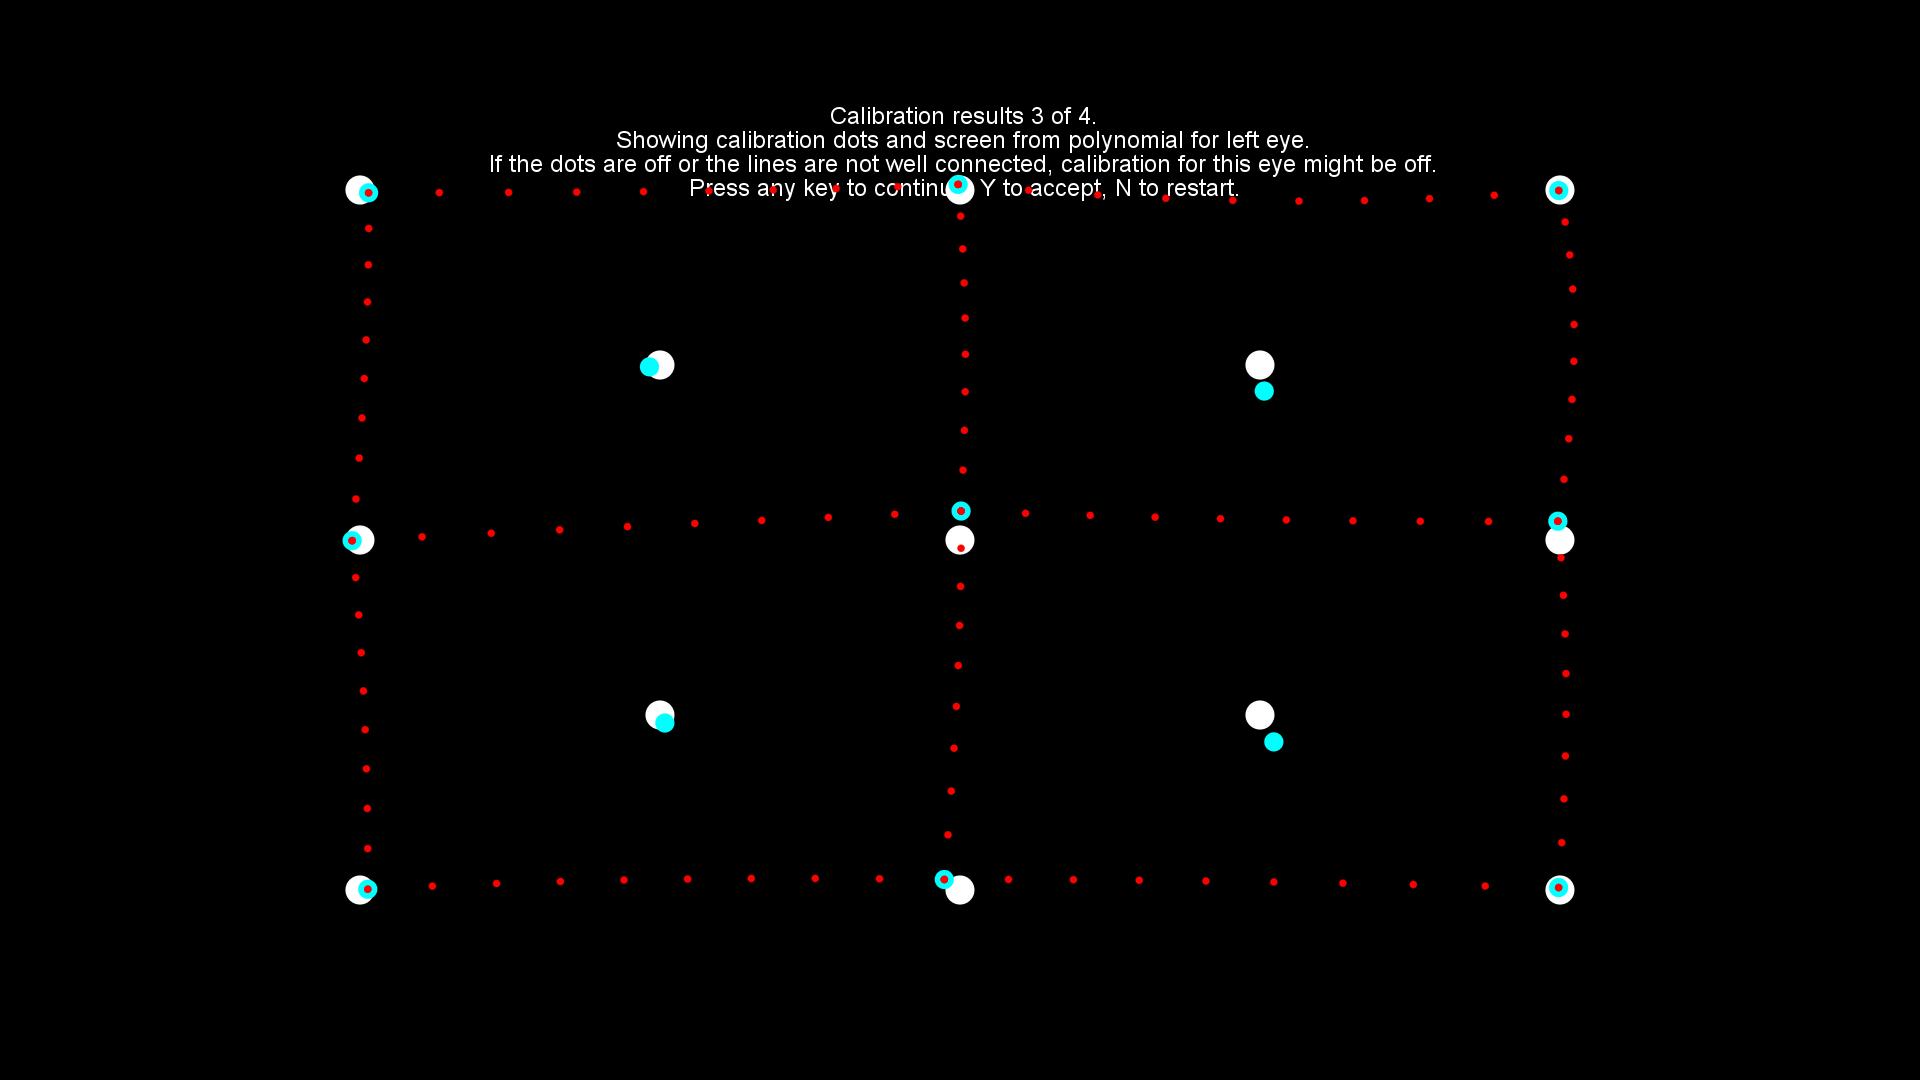 Calibration results 3 of 4.
Showing calibration dots and screen from polynomial for left eye.
If the dots are off or the lines are not well connected, calibration for this eye might be off.
Press any key to continue, Y to accept, N to restart.